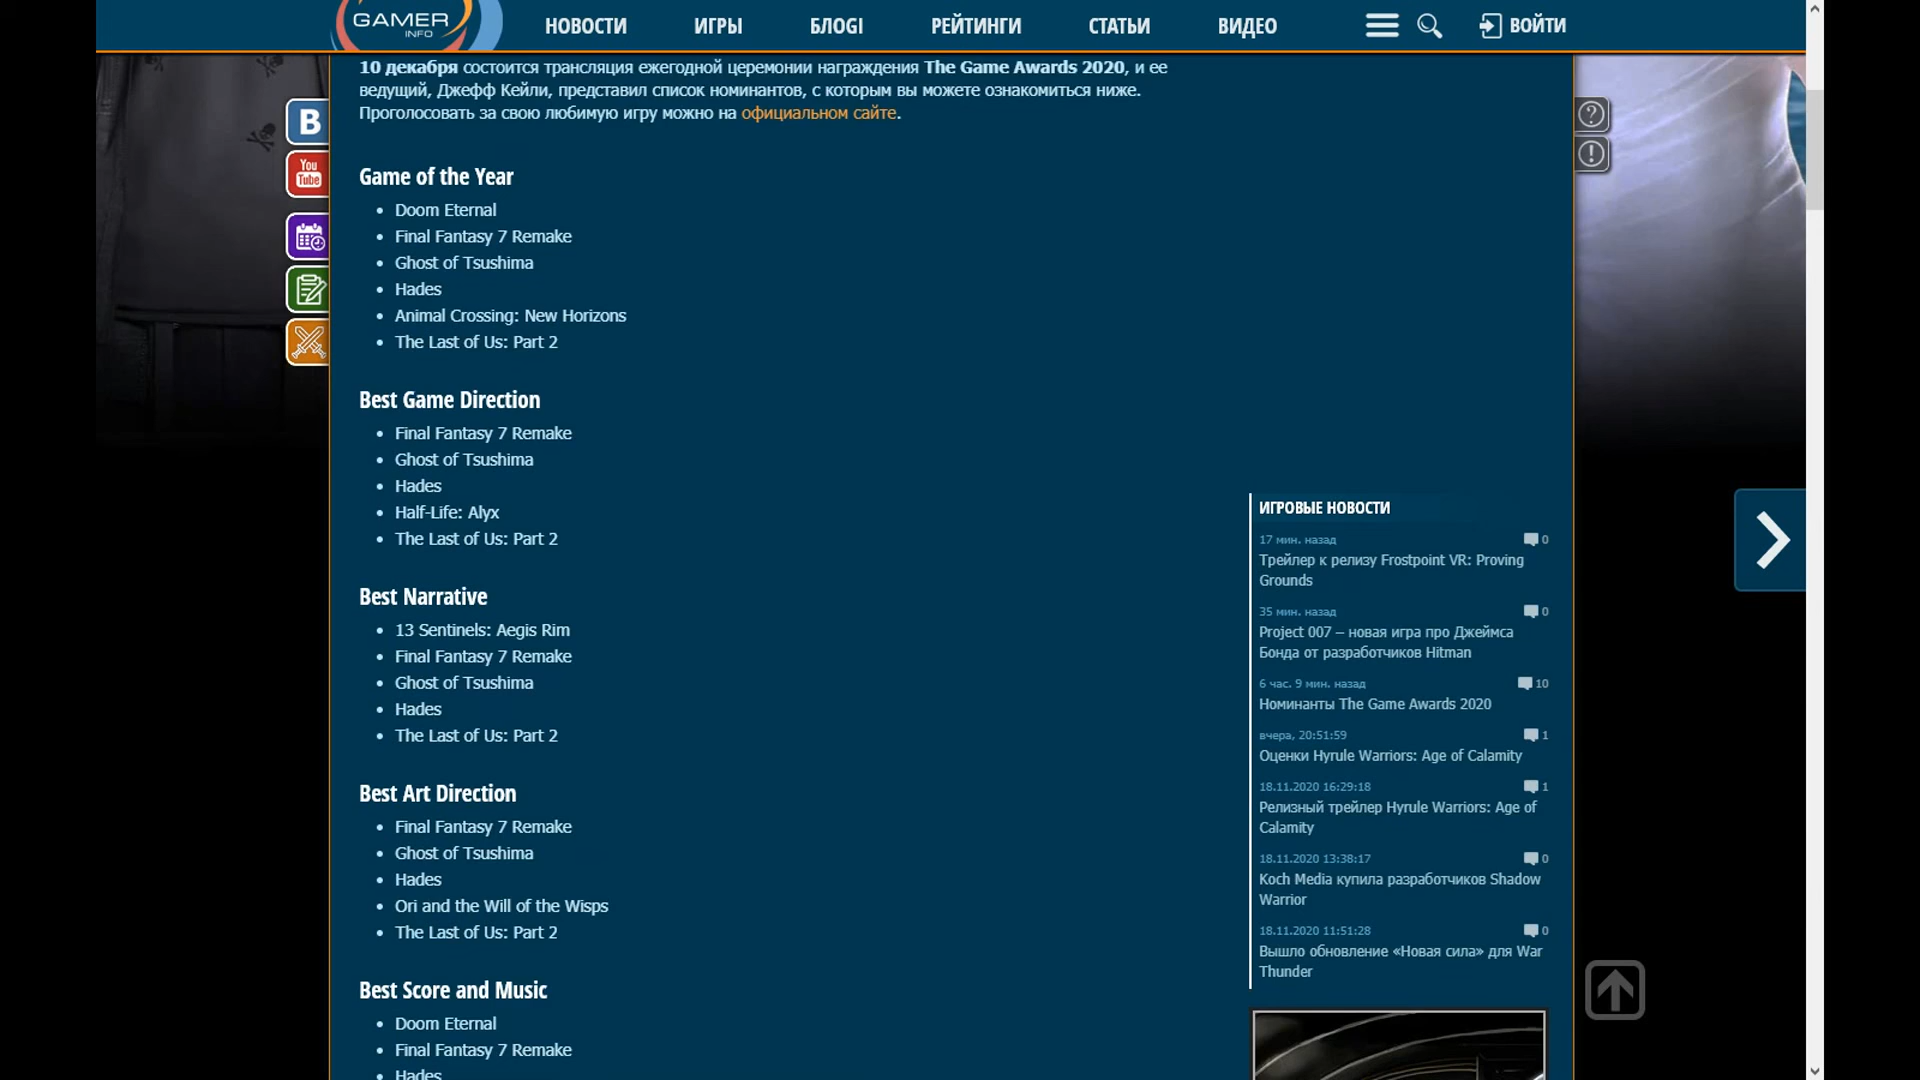 GAMER
INFO
НОВОСТИ
ИГРЫ
БЛОGI
РЕЙТИНГИ
СТАТЬИ
ВИДЕО
ВОЙТИ
10 декабря состоится трансляция ежегодной церемонии награждения The Game Awards 2020, и ее
ведущий, Джефф Кейли, представил список номинантов, с которым вы можете ознакомиться ниже.
Проголосовать за свою любимую игру можно на официальном сайте.
B
You
Tube
Game of the Year
Doom Eternal
Final Fantasy 7 Remake
Ghost of Tsushima
Hades
Animal Crossing: New Horizons
The Last of Us: Part 2
Best Game Direction
Final Fantasy 7 Remake
Ghost of Tsushima
Hades
Half-Life: Alyx
The Last of Us: Part 2
Best Narrative
13 Sentinels: Aegis Rim
Final Fantasy 7 Remake
Ghost of Tsushima
Hades
The Last of Us: Part 2
Best Art Direction
Final Fantasy 7 Remake
Ghost of Tsushima
Hades
Ori and the Will of the Wisps
The Last of Us: Part 2
Best Score and Music
Doom Eternal
Final Fantasy 7 Remake
Hades
ИГРОВЫЕ НОВОСТИ
17 мин. назад 0
Трейлер к релизу Frostpoint VR: Proving
Grounds
35 мин. назад 0
Project 007 – новая игра про Джеймса
Бонда от разработчиков Hitman
6 час. 9 мин. назад 10
Номинанты The Game Awards 2020
вчера, 20:51:59 1
Оценки Hyrule Warriors: Age of Calamity
18.11.2020 16:29:18 1
Релизный трейлер Hyrule Warriors: Age of
Calamity
18.11.2020 13:38:17 0
Koch Media купила разработчиков Shadow
Warrior
18.11.2020 11:51:28 0
Вышло обновление «Новая сила» для War
Thunder